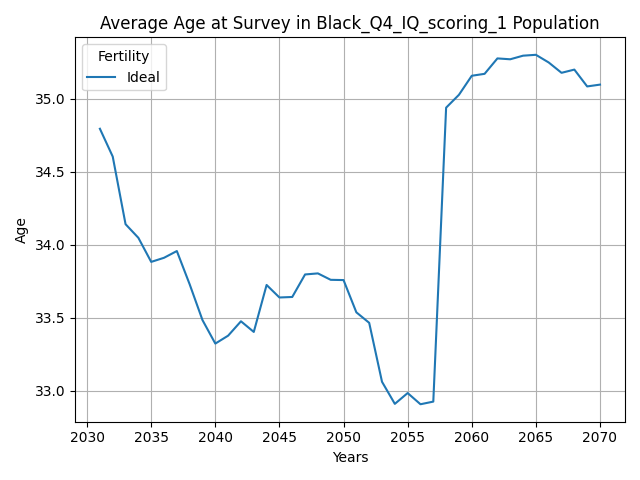 Average Age at Survey in Black_Q4_IQ_scoring_1 Population
Fertility
Ideal
35.0
34.5
34.0
33.5
33.0
Age
2030 2035 2040 2045 2050 2055 2060 2065 2070
Years